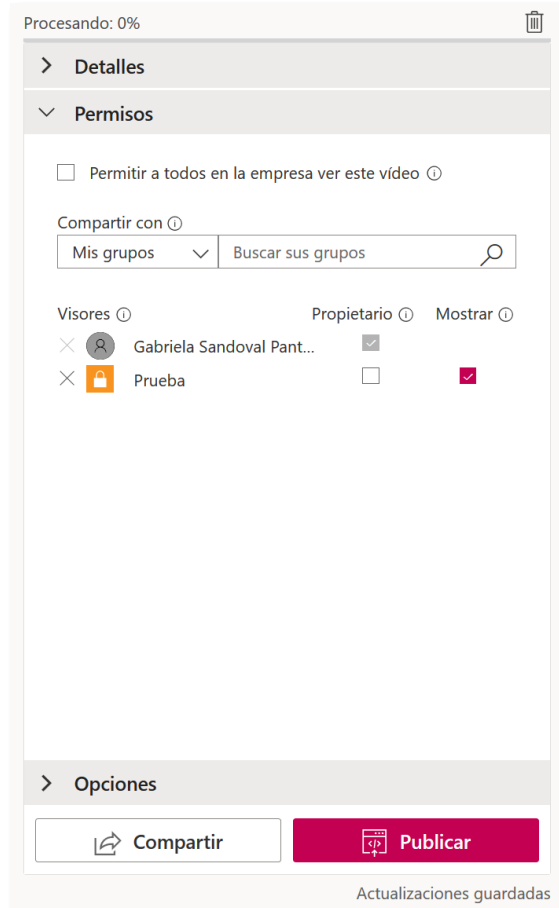 Procesando: 0%
Detalles
Permisos
Permitir a todos en la empresa ver este vídeo
Compartir con
Mis grupos Buscar sus grupos
Visores Propietario Mostrar
Gabriela Sandoval Pant...
Prueba
Opciones
Compartir Publicar
Actualizaciones guardadas